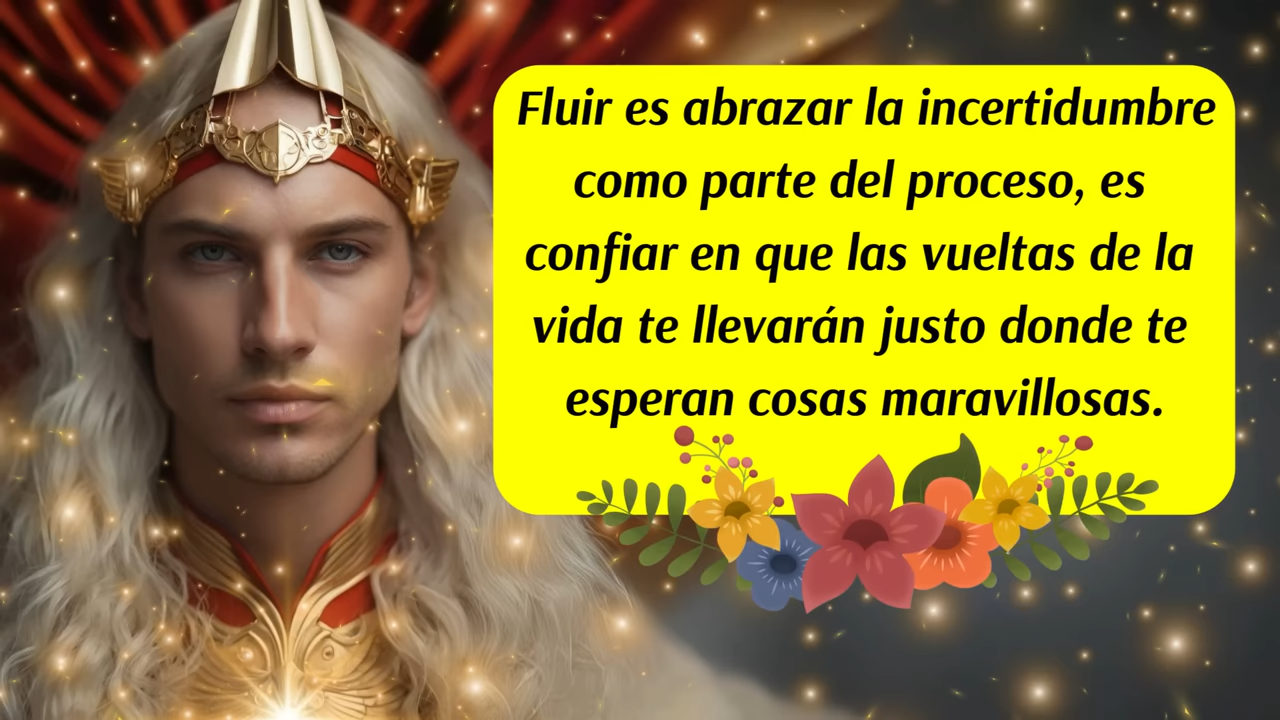 Fluir es abrazar la incertidumbre
como parte del proceso, es
confiar en que las vueltas de la
vida te llevarán justo donde te
esperan cosas maravillosas.